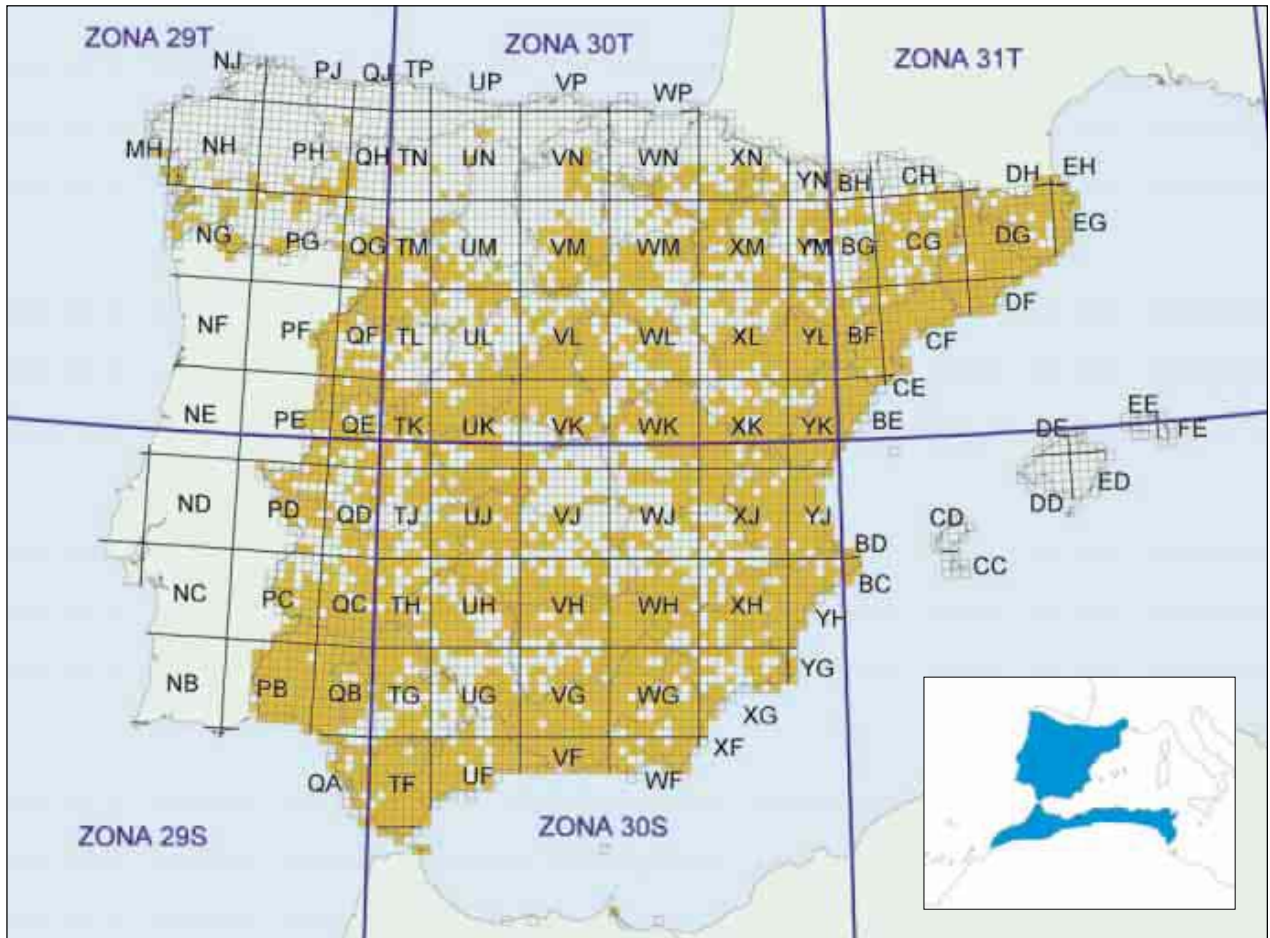 ZONA 29T
ZONA 30T
ZONA 31T
NJ PJ QJ TP UP VP WP
MH NH PH QH TN UN VN WN XN YN BH CH DH EH
NG PG QG TM UM VM WM XM YM BG CG DG EG
NF PF QF TL UL VL WL XL YL BF CF DF
NE PE QE TK UK VK WK XK YK BE CE DE EE FE
ND PD QD TJ UJ VJ WJ XJ YJ BD CD DD ED
NC PC QC TH UH VH WH XH YH BC CC
NB PB QB TG UG VG WG XG YG
QA TF UF VF WF XF
ZONA 29S
ZONA 30S